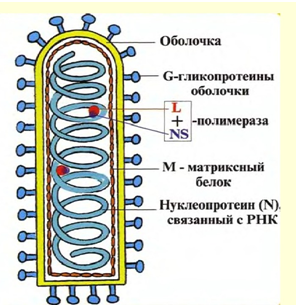 Оболочка
G-гликопротеины
оболочки
L
+ -полимераза
NS
М - матриксный
белок
Нуклеопротеин (N),
связанный с РНК